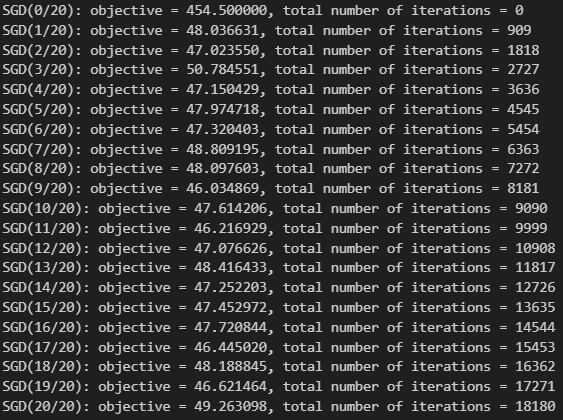 SGD(0/20): objective = 454.500000, total number of iterations = 0
SGD(1/20): objective = 48.036631, total number of iterations = 909
SGD(2/20): objective = 47.023550, total number of iterations = 1818
SGD(3/20): objective = 50.784551, total number of iterations = 2727
SGD(4/20): objective = 47.150429, total number of iterations = 3636
SGD(5/20): objective = 47.974718, total number of iterations = 4545
SGD(6/20): objective = 47.320403, total number of iterations = 5454
SGD(7/20): objective = 48.809195, total number of iterations = 6363
SGD(8/20): objective = 48.097603, total number of iterations = 7272
SGD(9/20): objective = 46.034869, total number of iterations = 8181
SGD(10/20): objective = 47.614206, total number of iterations = 9090
SGD(11/20): objective = 46.216929, total number of iterations = 9999
SGD(12/20): objective = 47.076626, total number of iterations = 10908
SGD(13/20): objective = 48.416433, total number of iterations = 11817
SGD(14/20): objective = 47.252203, total number of iterations = 12726
SGD(15/20): objective = 47.452972, total number of iterations = 13635
SGD(16/20): objective = 47.720844, total number of iterations = 14544
SGD(17/20): objective = 46.445020, total number of iterations = 15453
SGD(18/20): objective = 48.188845, total number of iterations = 16362
SGD(19/20): objective = 46.621464, total number of iterations = 17271
SGD(20/20): objective = 49.263098, total number of iterations = 18180